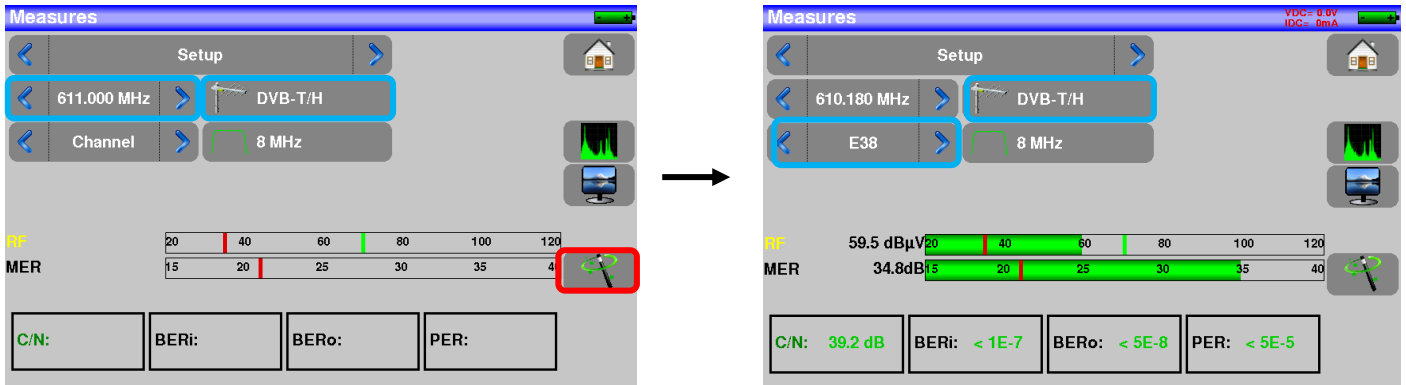 Measures
- +
Setup
611.000 MHz
DVB-T/H
Channel
8 MHz
RF
20 40 60 80 100 120
MER
15 20 25 30 35 40
C/N:
BERi:
BERo:
PER:
Measures
VDC= 0.0V
IDC= 0mA
- +
Setup
610.180 MHz
DVB-T/H
E38
8 MHz
RF 59.5 dBµV
20 40 60 80 100 120
MER 34.8dB
15 20 25 30 35 40
C/N: 39.2 dB
BERi: < 1E-7
BERo: < 5E-8
PER: < 5E-5